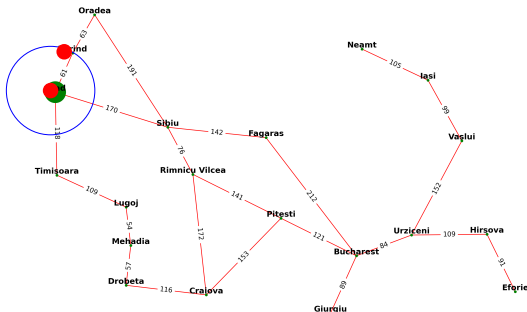 Oradea
63
rind
Neamt
105
61
191
Iasi
170
99
118
Sibiu
142
Fagaras
Vaslui
76
Timisoara
Rimnicu Vilcea
109
141
212
152
Lugoj
Pitesti
54
172
121
Urziceni
109
Hirsova
Mehadia
84
Bucharest
57
153
91
Drobeta
116
Craiova
89
Eforie
Giurgiu